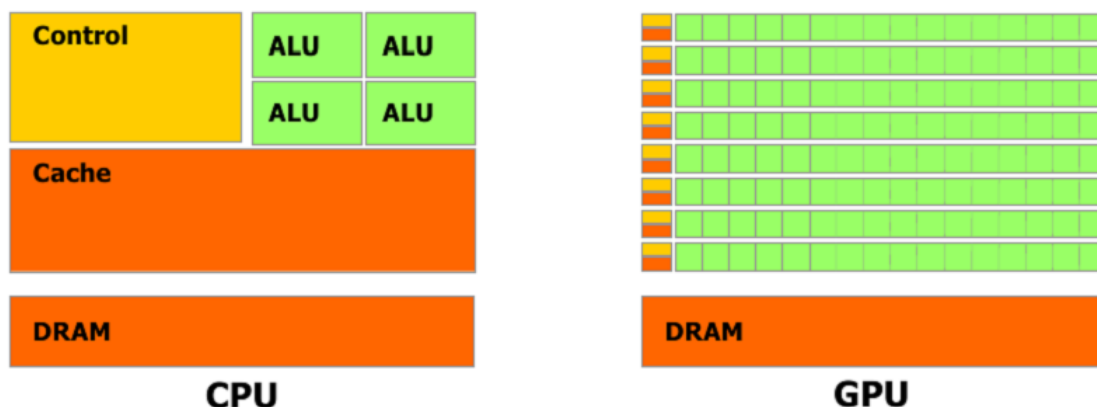 Control
ALU ALU
ALU ALU
Cache
DRAM
CPU
DRAM
GPU